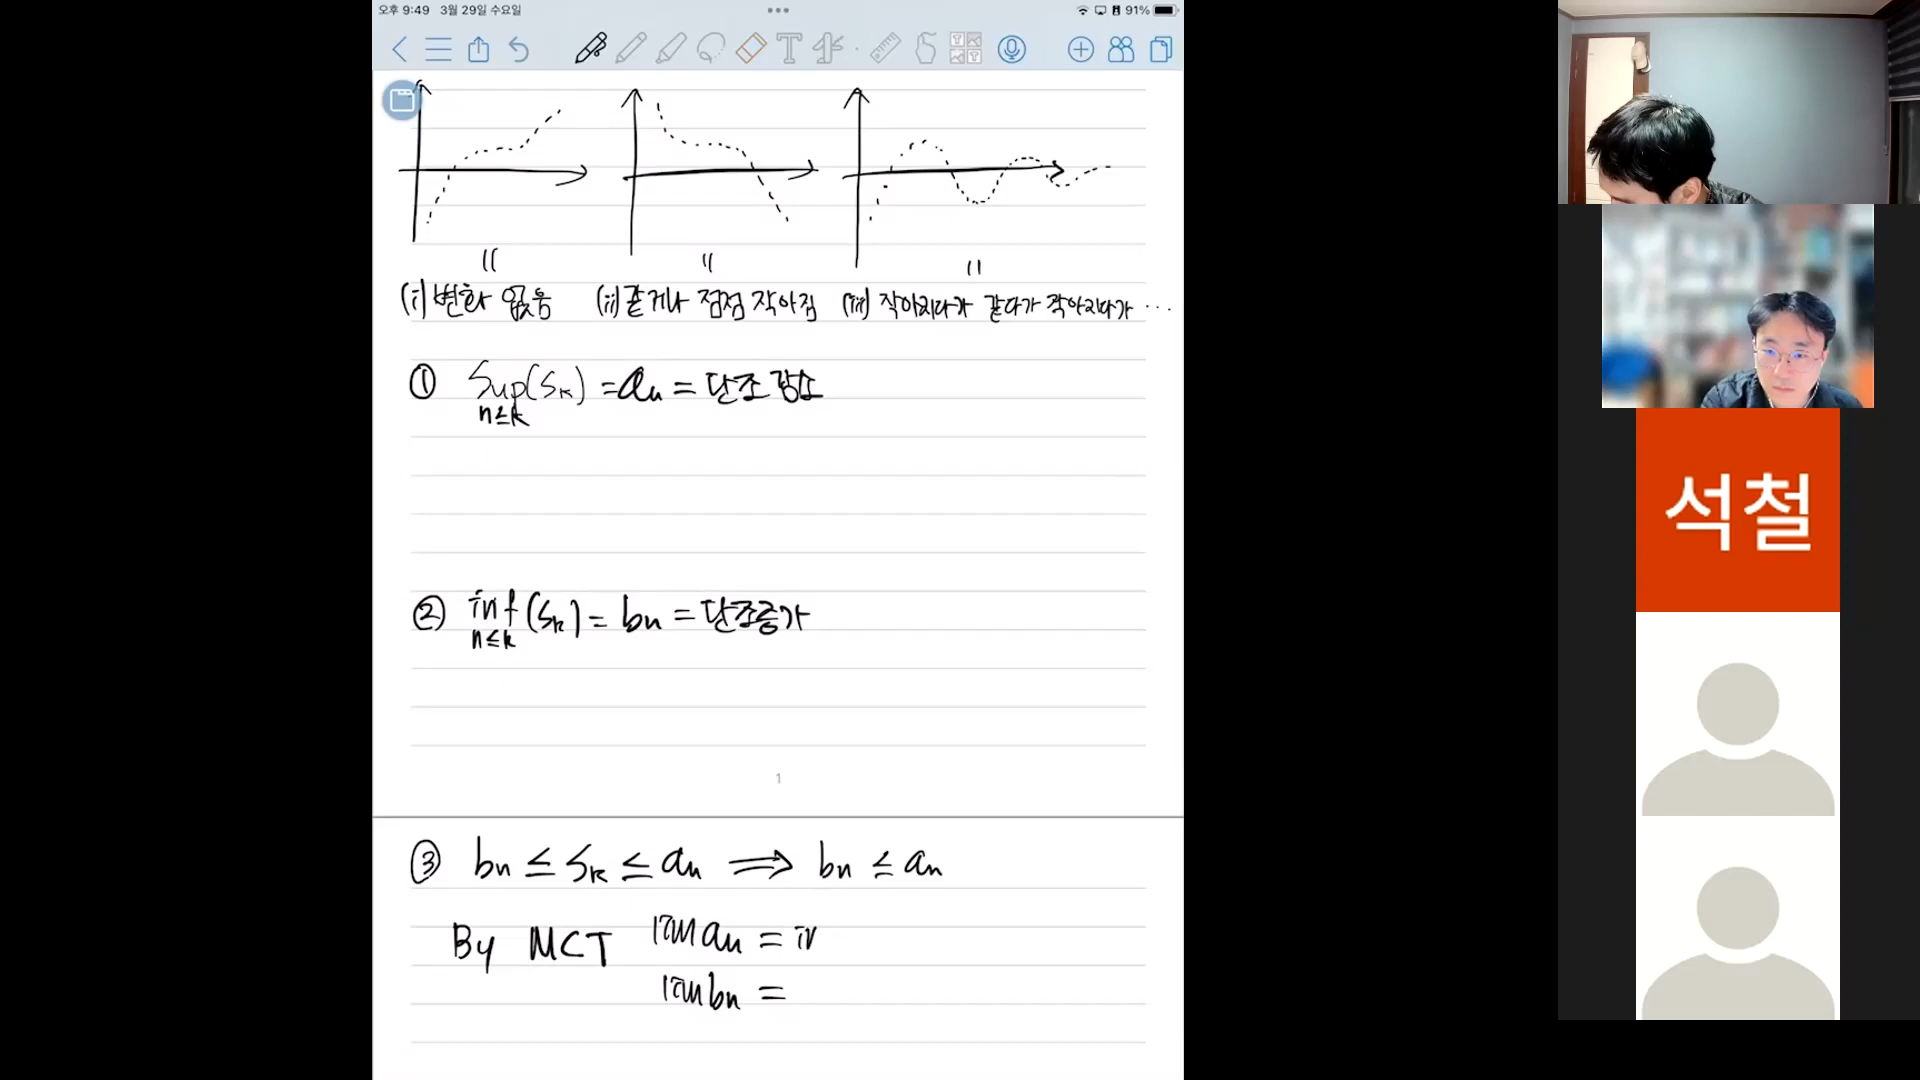 오후 9:49 3월 29일 수요일
91%
(i) 변화 없음 (ii) 같거나 점점 작아짐 (iii) 작아지다가 같다가 작아지다가 ...
① sup(Sₖ) = aₙ = 단조감소
n≤k
② inf(Sₖ) = bₙ = 단조증가
n≤k
1
③ bₙ ≤ Sₖ ≤ aₙ ⟹ bₙ ≤ aₙ
By MCT lim aₙ = in
lim bₙ =
석철